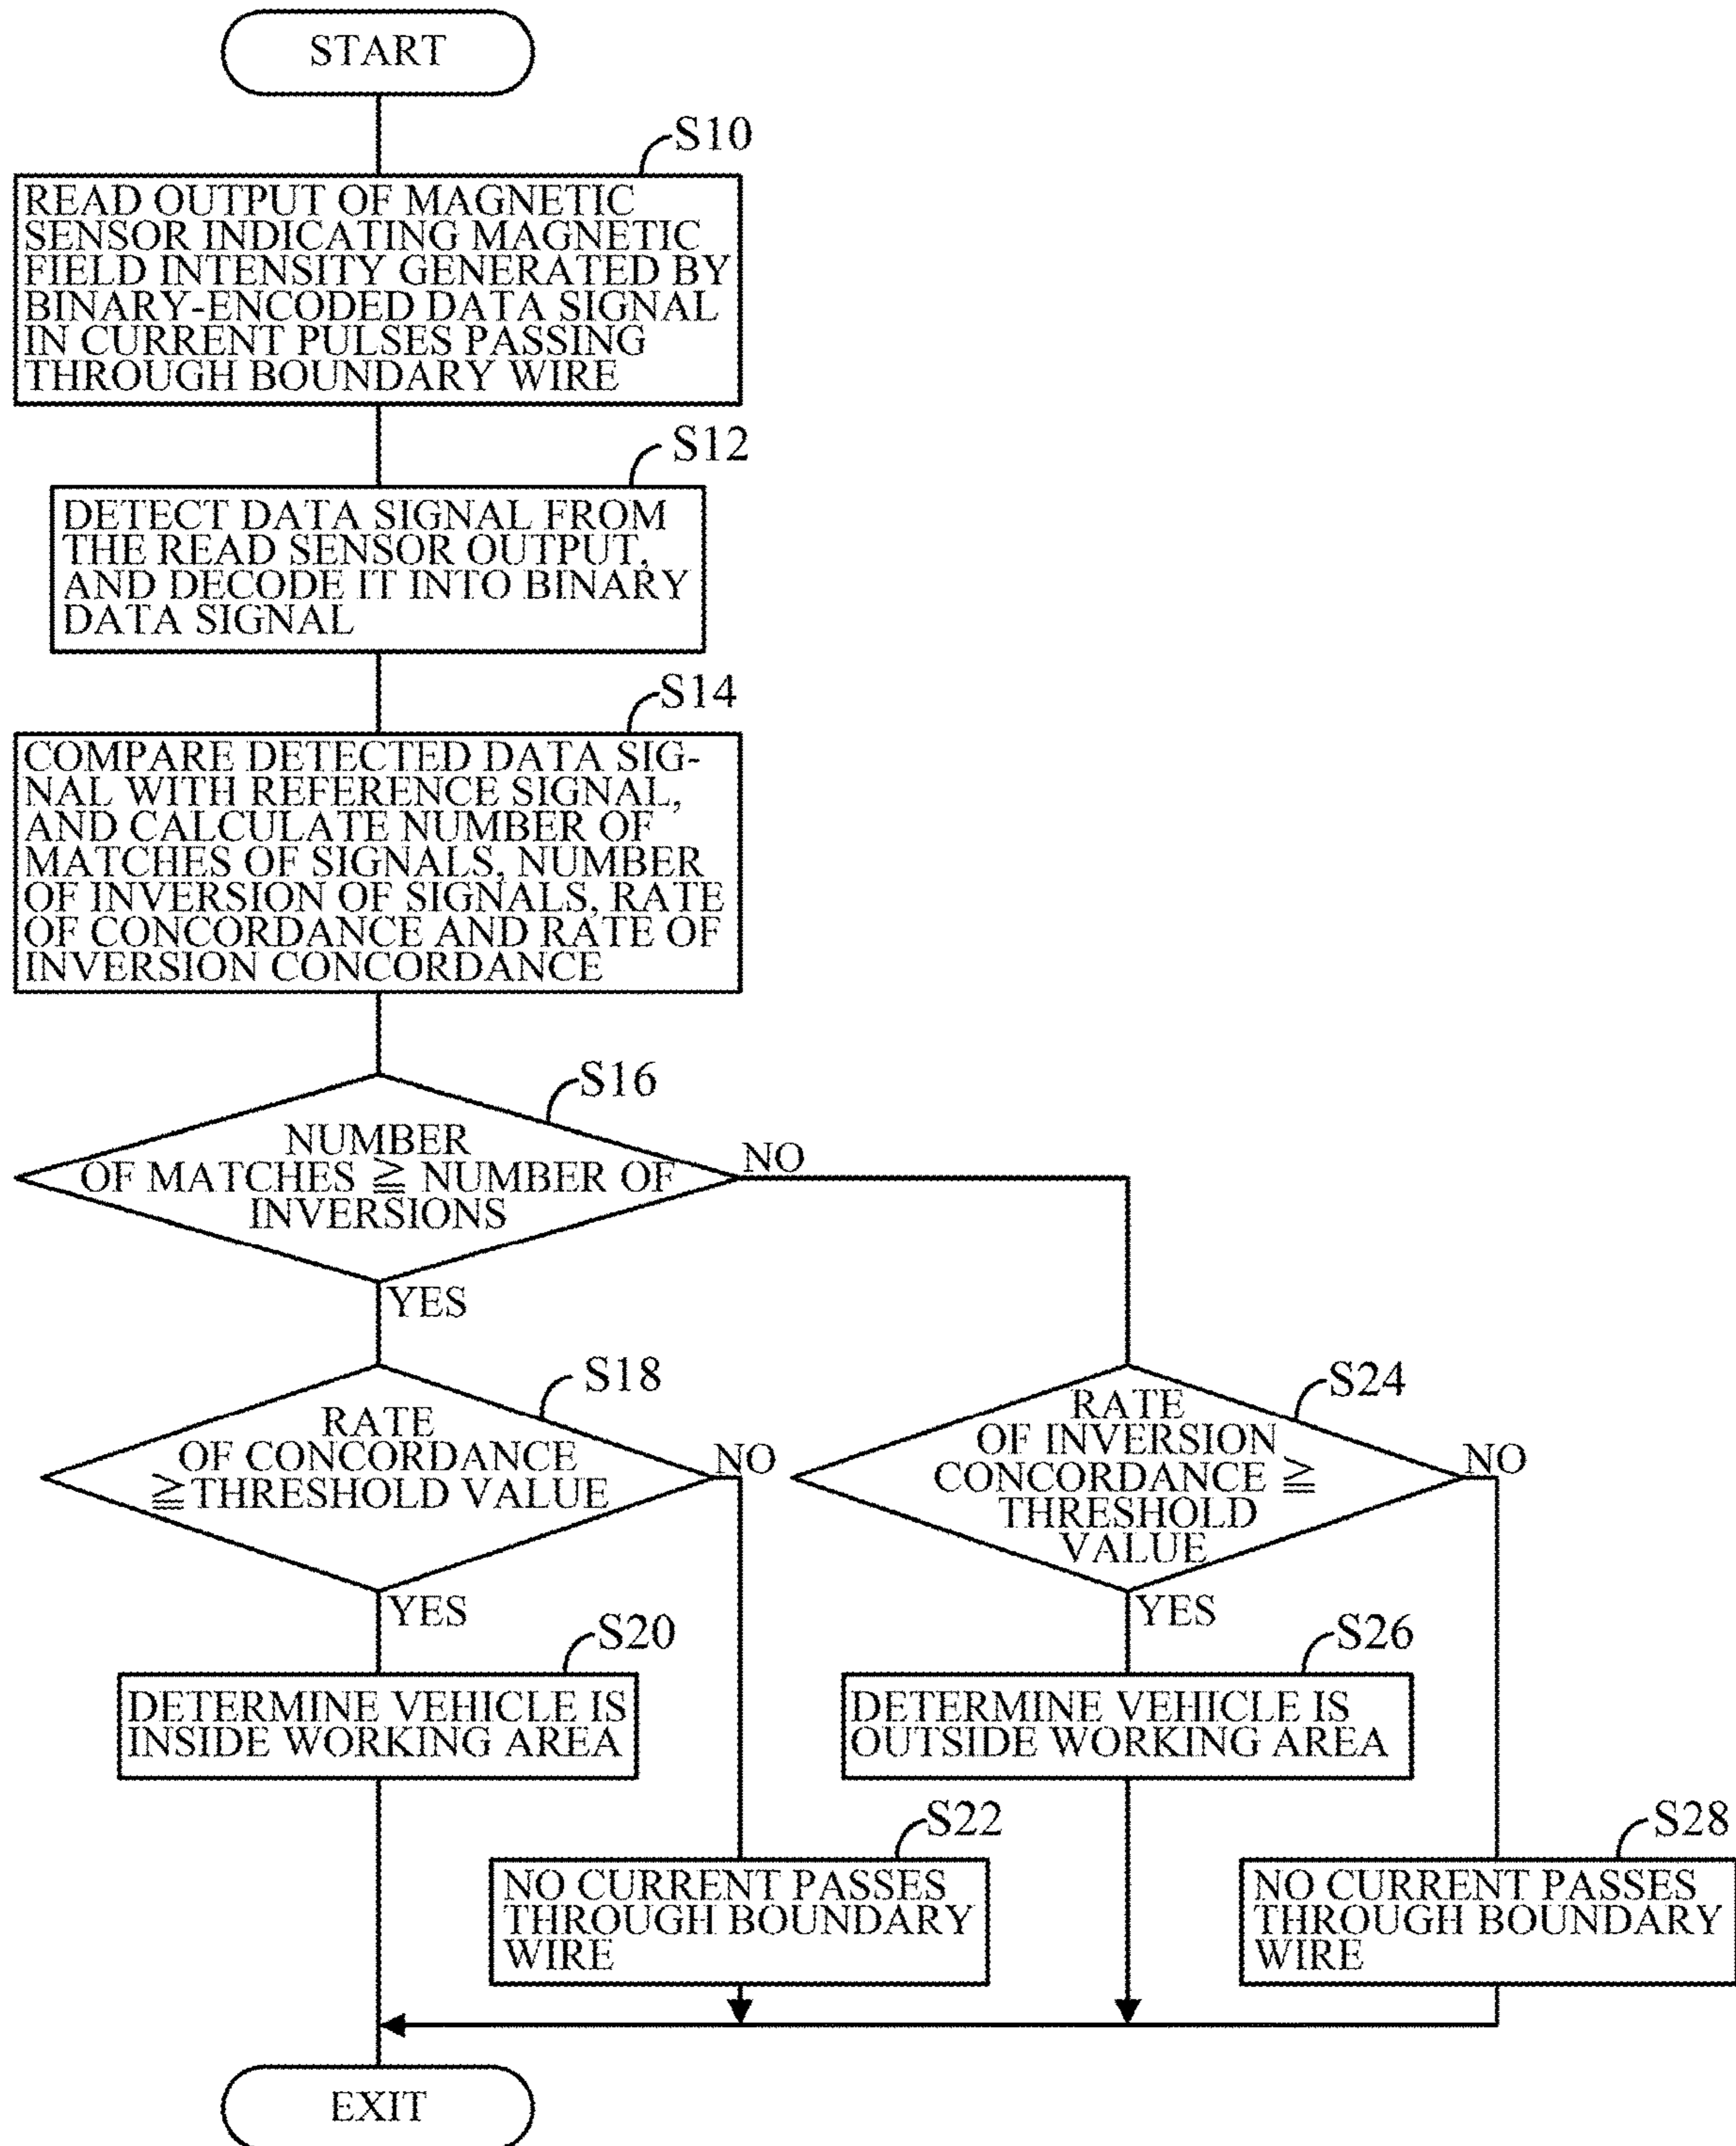 START
S10
READ OUTPUT OF MAGNETIC
SENSOR INDICATING MAGNETIC
FIELD INTENSITY GENERATED BY
BINARY-ENCODED DATA SIGNAL
IN CURRENT PULSES PASSING
THROUGH BOUNDARY WIRE
S12
DETECT DATA SIGNAL FROM
THE READ SENSOR OUTPUT,
AND DECODE IT INTO BINARY
DATA SIGNAL
S14
COMPARE DETECTED DATA SIG-
NAL WITH REFERENCE SIGNAL,
AND CALCULATE NUMBER OF
MATCHES OF SIGNALS, NUMBER
OF INVERSION OF SIGNALS, RATE
OF CONCORDANCE AND RATE OF
INVERSION CONCORDANCE
S16
NUMBER
OF MATCHES ≧ NUMBER OF
INVERSIONS
NO
YES
S18
RATE
OF CONCORDANCE
≧THRESHOLD VALUE
NO
YES
S24
RATE
OF INVERSION
CONCORDANCE ≧
THRESHOLD
VALUE
NO
YES
S20
DETERMINE VEHICLE IS
INSIDE WORKING AREA
S26
DETERMINE VEHICLE IS
OUTSIDE WORKING AREA
S22
NO CURRENT PASSES
THROUGH BOUNDARY
WIRE
S28
NO CURRENT PASSES
THROUGH BOUNDARY
WIRE
EXIT